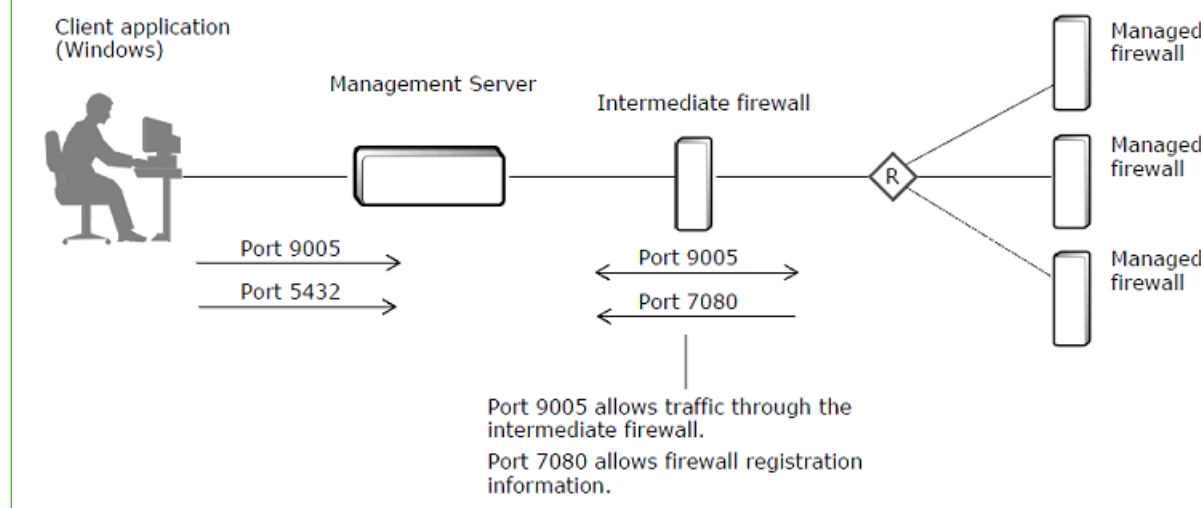 Client application
(Windows)
Management Server
Intermediate firewall
Managed
firewall
R
Managed
firewall
Managed
firewall
Port 9005
Port 5432
Port 9005
Port 7080
Port 9005 allows traffic through the
intermediate firewall.
Port 7080 allows firewall registration
information.